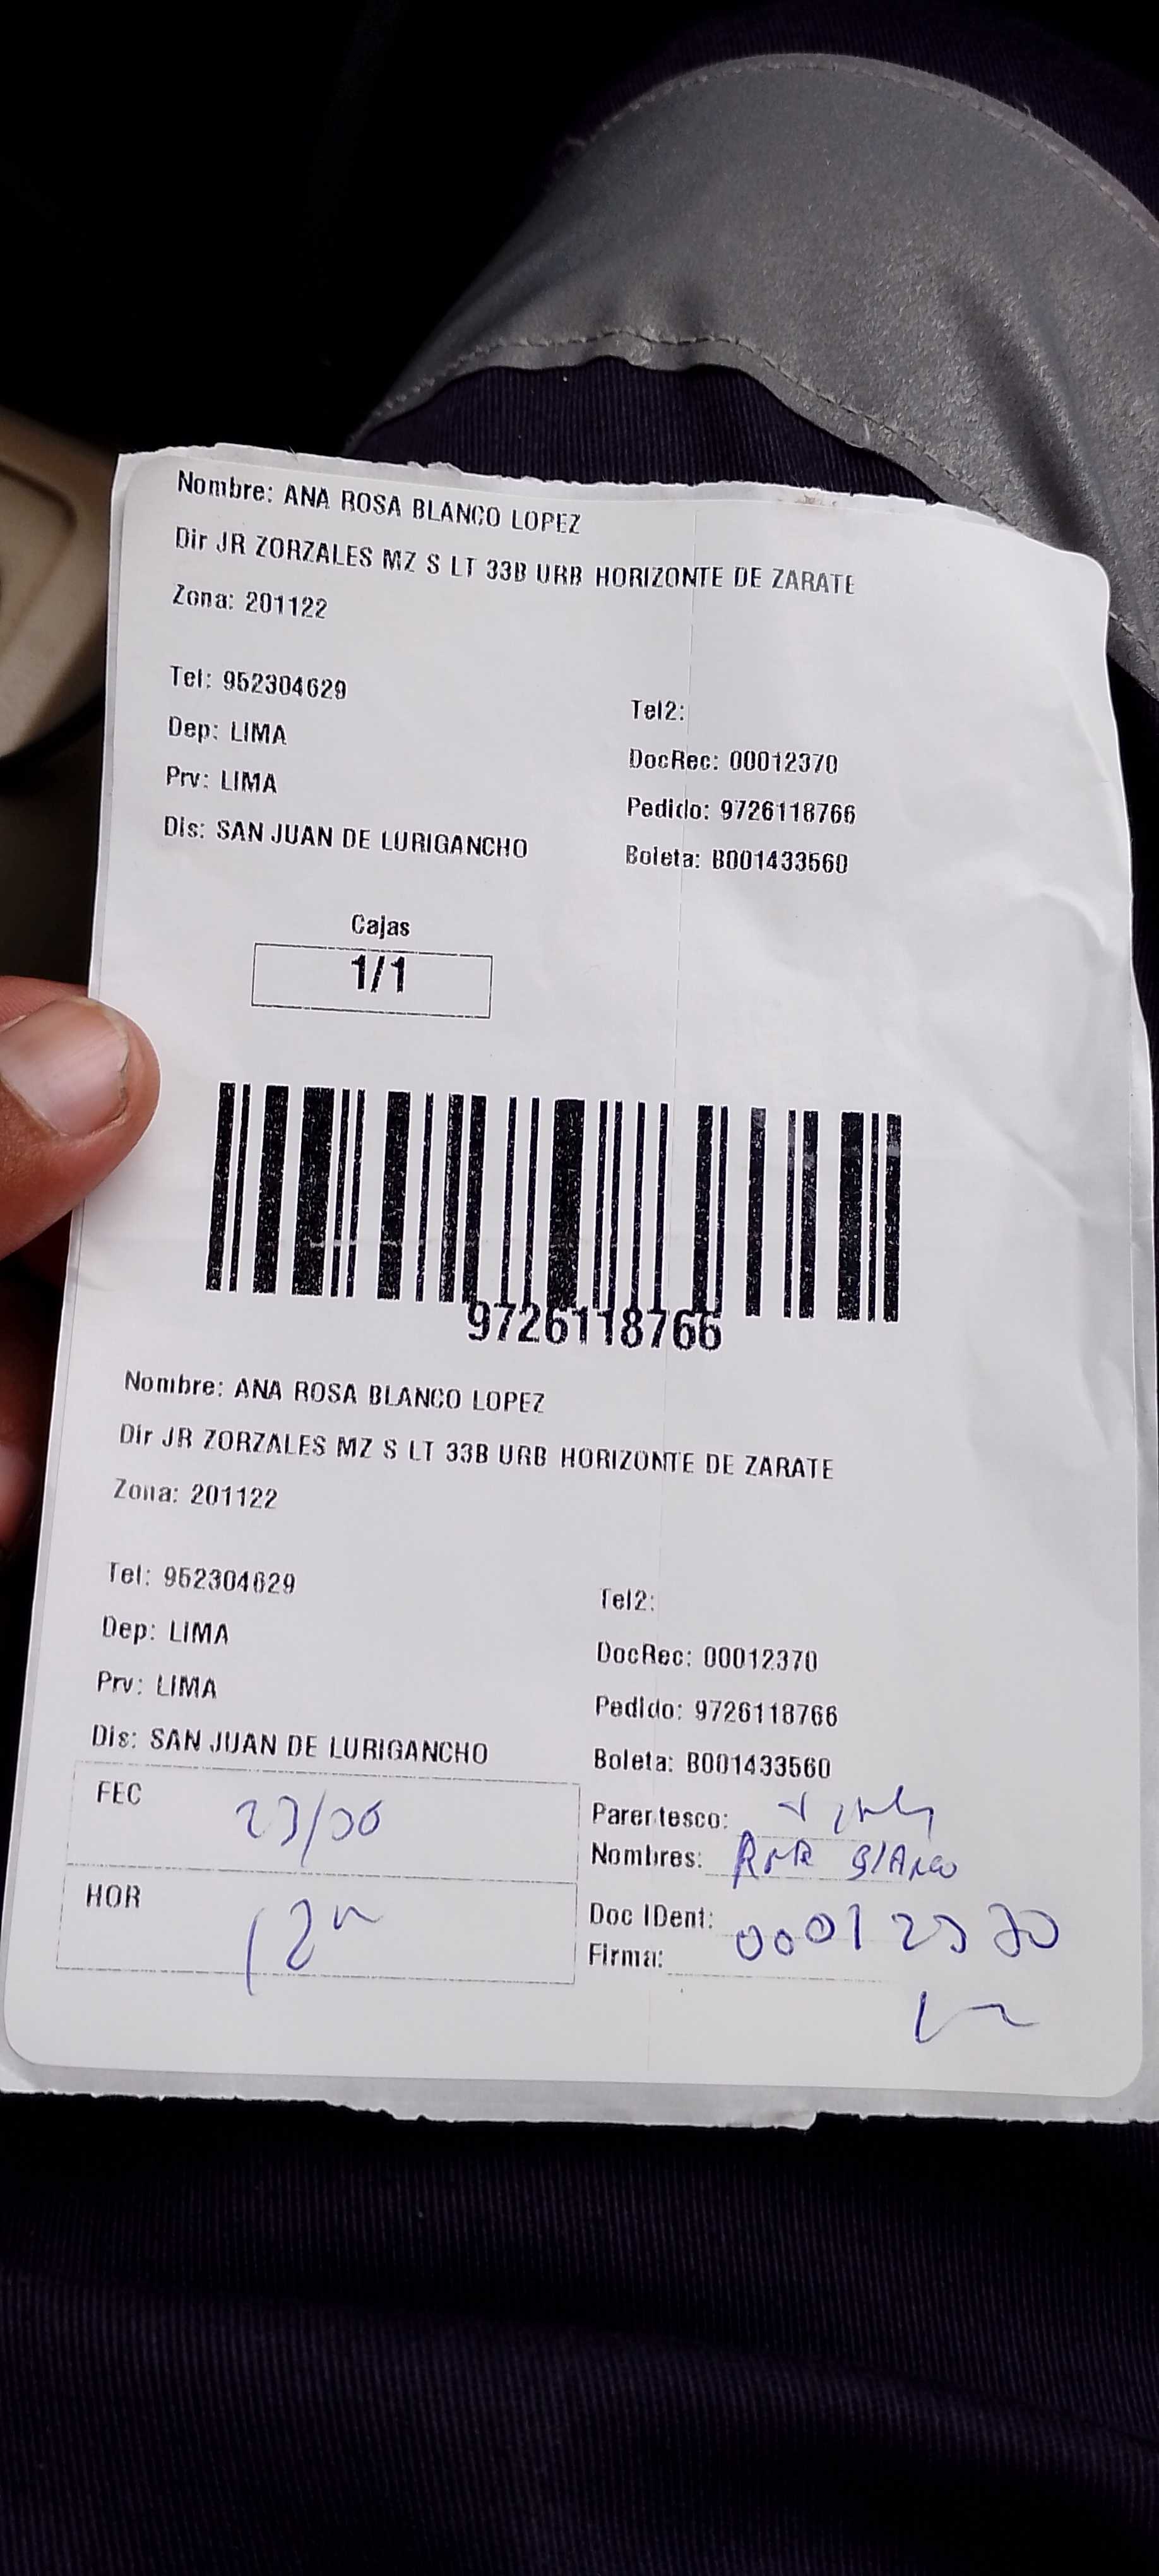 Nombre: ANA ROSA BLANCO LOPEZ
Dir JR ZORZALES MZ S LT 33B URB HORIZONTE DE ZARATE
Zona: 201122
Tel: 952304629
Tel2:
Dep: LIMA
DocRec: 00012370
Prv: LIMA
Pedido: 9726118766
Dis: SAN JUAN DE LURIGANCHO
Boleta: B001433560
Cajas
1/1
9726118766
Nombre: ANA ROSA BLANCO LOPEZ
Dir JR ZORZALES MZ S LT 33B URB HORIZONTE DE ZARATE
Zona: 201122
Tel: 952304629
Tel2:
Dep: LIMA
DocRec: 00012370
Prv: LIMA
Pedido: 9726118766
Dis: SAN JUAN DE LURIGANCHO
Boleta: B001433560
FEC
Parentesco:
Nombres: Blanco
HOR 12
Doc IDent:
Firma: